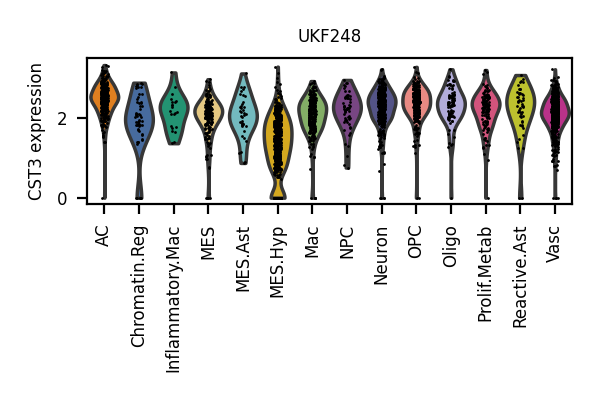 UKF248
CST3 expression
2
0
AC
Chromatin.Reg
Inflammatory.Mac
MES
MES.Ast
MES.Hyp
Mac
NPC
Neuron
OPC
Oligo
Prolif.Metab
Reactive.Ast
Vasc